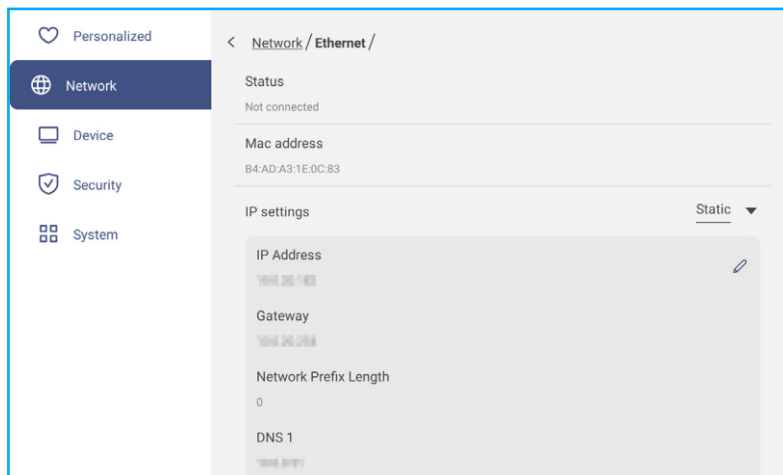 Personalized
Network
Device
Security
System
< Network / Ethernet /
Status
Not connected
Mac address
B4:AD:A3:1E:0C:83
IP settings
Static
IP Address
Gateway
Network Prefix Length
0
DNS 1